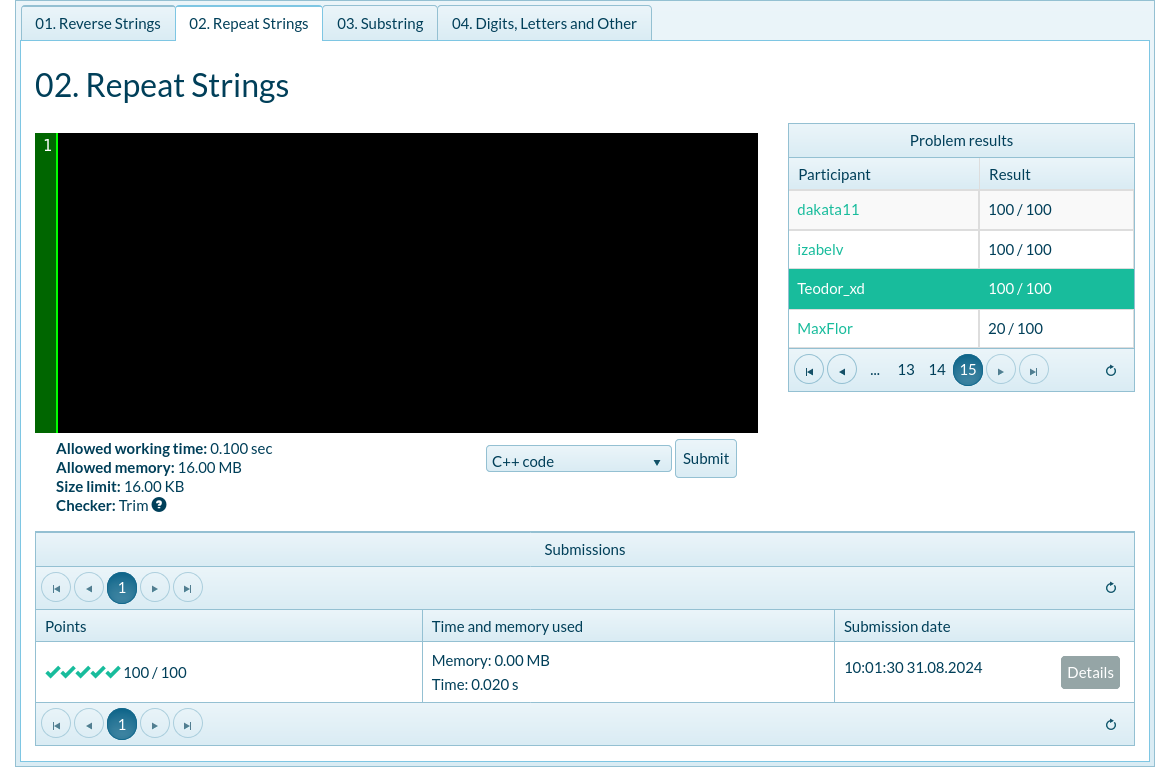 01. Reverse Strings
02. Repeat Strings
03. Substring
04. Digits, Letters and Other
02. Repeat Strings
1
Problem results
Participant Result
dakata11 100 / 100
izabelv 100 / 100
Teodor_xd 100 / 100
MaxFlor 20 / 100
... 13 14 15
Allowed working time: 0.100 sec
Allowed memory: 16.00 MB
Size limit: 16.00 KB
Checker: Trim ?
C++ code
Submit
Submissions
1
Points Time and memory used Submission date
100 / 100
Memory: 0.00 MB
Time: 0.020 s
10:01:30 31.08.2024
Details
1